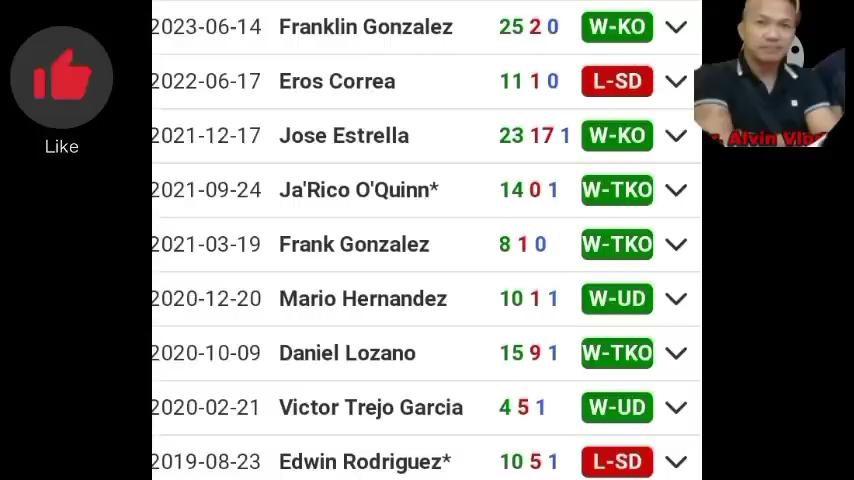 2023-06-14 Franklin Gonzalez 25 2 0 W-KO
2022-06-17 Eros Correa 11 1 0 L-SD
2021-12-17 Jose Estrella 23 17 1 W-KO
2021-09-24 Ja'Rico O'Quinn* 14 0 1 W-TKO
2021-03-19 Frank Gonzalez 8 1 0 W-TKO
2020-12-20 Mario Hernandez 10 1 1 W-UD
2020-10-09 Daniel Lozano 15 9 1 W-TKO
2020-02-21 Victor Trejo Garcia 4 5 1 W-UD
2019-08-23 Edwin Rodriguez* 10 5 1 L-SD
Like
Alvin